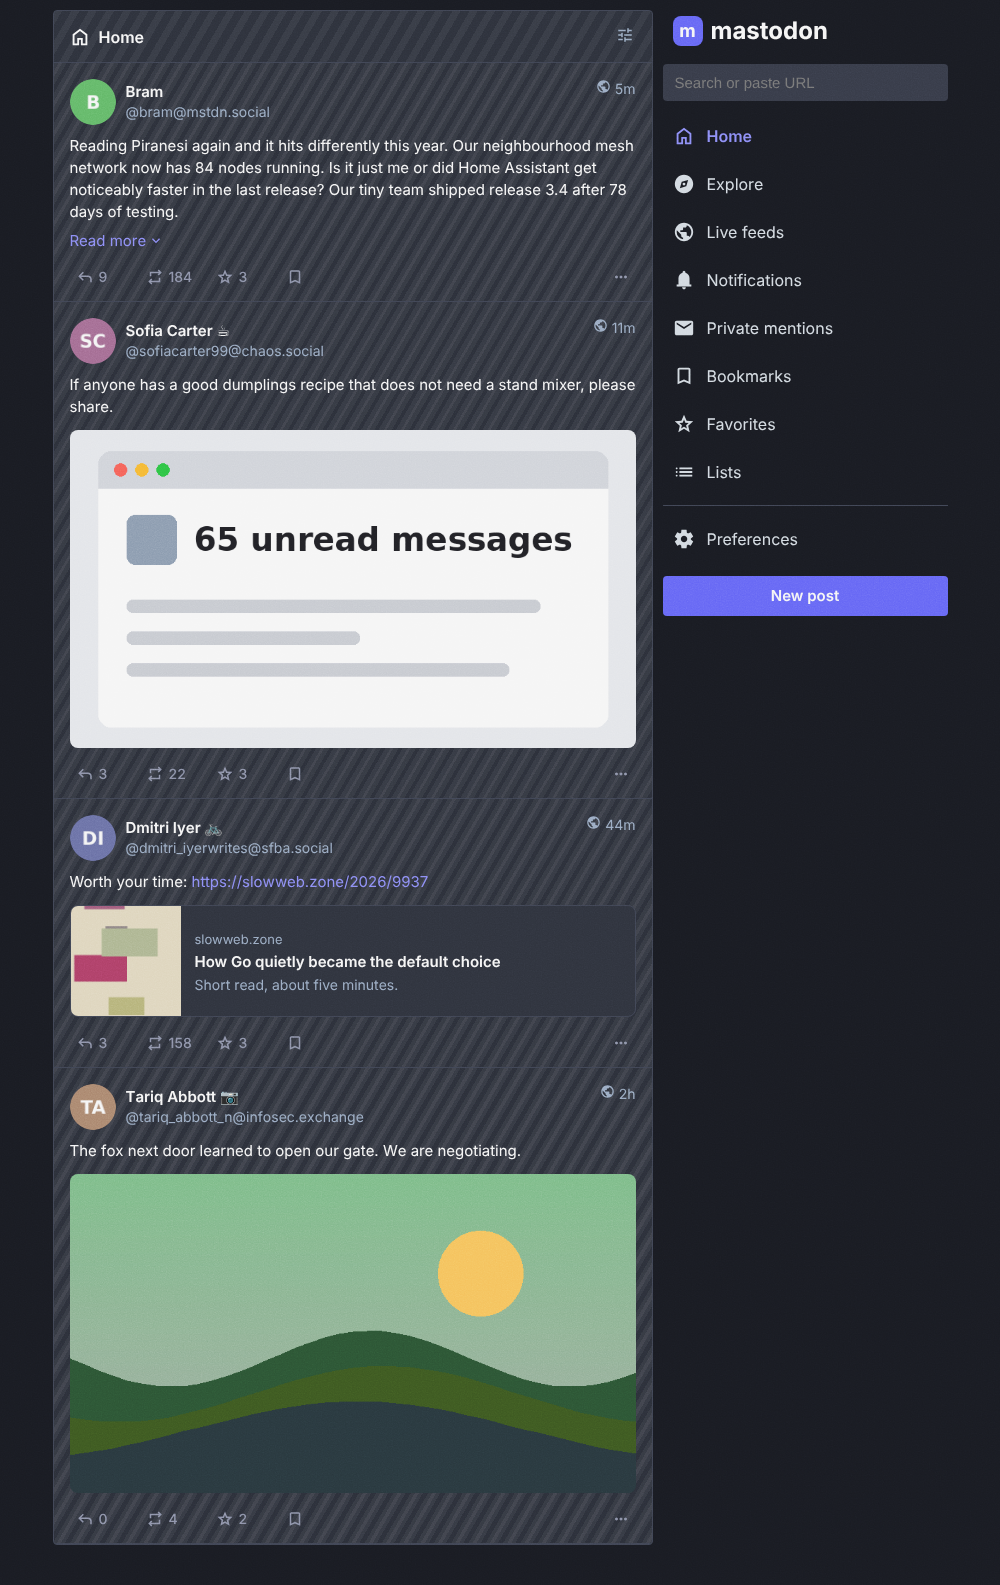 Home
B
Bram
@bram@mstdn.social
5m
Reading Piranesi again and it hits differently this year. Our neighbourhood mesh
network now has 84 nodes running. Is it just me or did Home Assistant get
noticeably faster in the last release? Our tiny team shipped release 3.4 after 78
days of testing.
Read more
9 184 3
SC
Sofia Carter ☕
@sofiacarter99@chaos.social
11m
If anyone has a good dumplings recipe that does not need a stand mixer, please
share.
65 unread messages
3 22 3
DI
Dmitri Iyer 🚲
@dmitri_iyerwrites@sfba.social
44m
Worth your time: https://slowweb.zone/2026/9937
slowweb.zone
How Go quietly became the default choice
Short read, about five minutes.
3 158 3
TA
Tariq Abbott 📷
@tariq_abbott_n@infosec.exchange
2h
The fox next door learned to open our gate. We are negotiating.
0 4 2
m mastodon
Search or paste URL
Home
Explore
Live feeds
Notifications
Private mentions
Bookmarks
Favorites
Lists
Preferences
New post